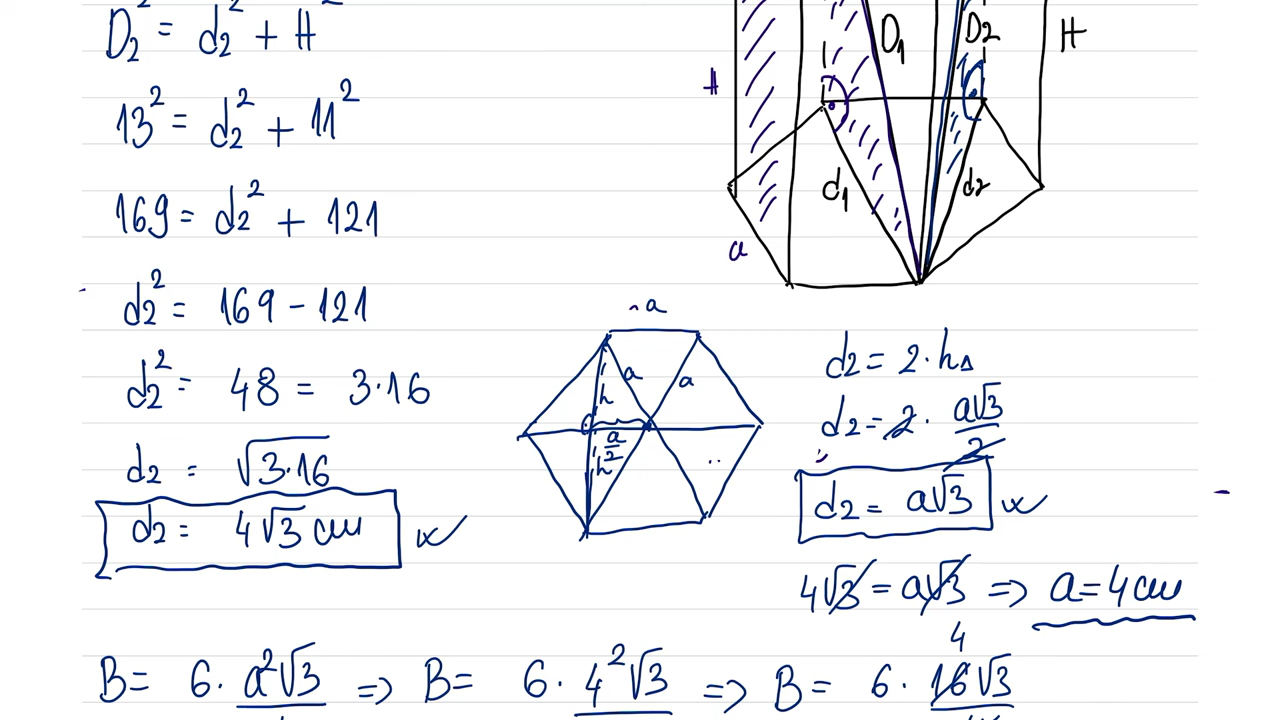 D₂² = d₂² + H²
13² = d₂² + 11²
169 = d₂² + 121
d₂² = 169 - 121
d₂² = 48 = 3·16
d₂ = √3·16
d₂ = 4√3 cm
D₁
D₂
H
H
d₁
d₂
a
a
a
a
h
a/2
h
d₂ = 2·hΔ
d₂ = 2· a√3/2
d₂ = a√3
4√3 = a√3 => a = 4cm
4
B = 6· a²√3 => B = 6· 4²√3 => B = 6· 16√3